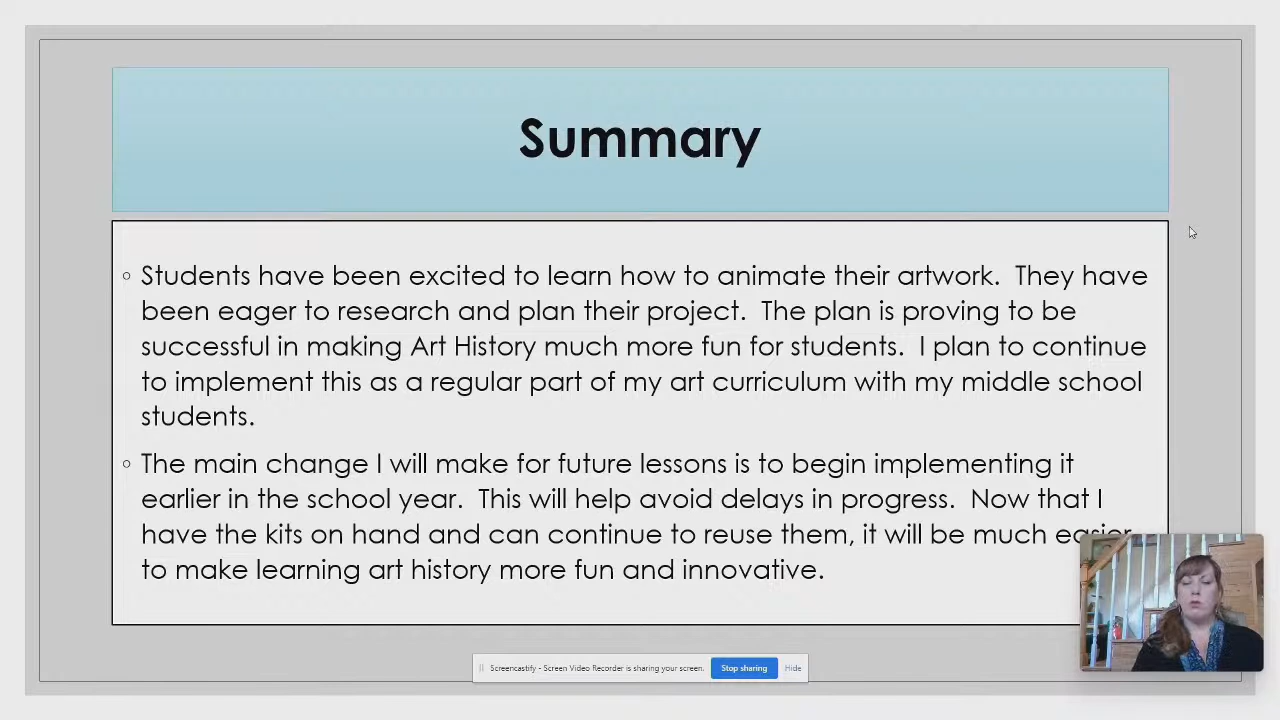 Summary
◦ Students have been excited to learn how to animate their artwork.  They have
been eager to research and plan their project.  The plan is proving to be
successful in making Art History much more fun for students.  I plan to continue
to implement this as a regular part of my art curriculum with my middle school
students.
◦ The main change I will make for future lessons is to begin implementing it
earlier in the school year.  This will help avoid delays in progress.  Now that I
have the kits on hand and can continue to reuse them, it will be much easier
to make learning art history more fun and innovative.
Screencastify - Screen Video Recorder is sharing your screen. Stop sharing Hide